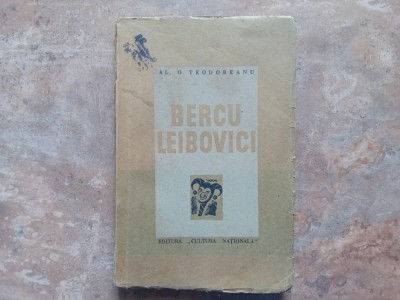 AL. O. TEODOREANU
BERCU
LEIBOVICI
EDITURA „CULTURA NAȚIONALĂ"